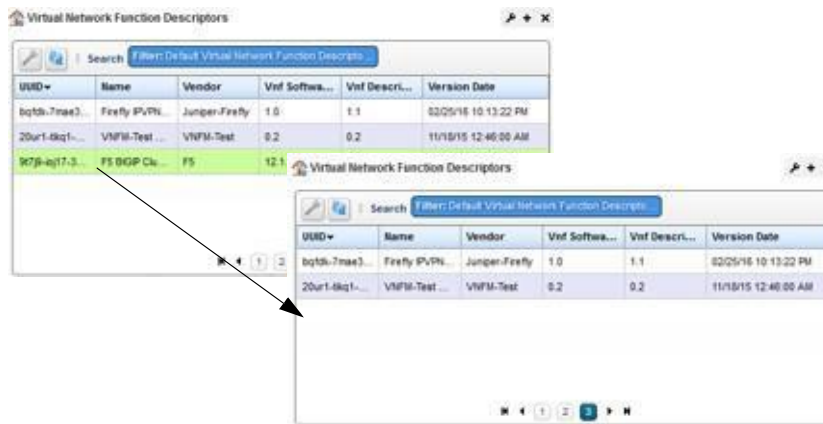 Virtual Network Function Descriptors
Search Filter: Default Virtual Network Function Descripto...
UUID Name Vendor Vnf Softwa... Vnf Descri... Version Date
bqfdk-7mae3... Firefly IPVPN... Juniper-Firefly 1.0 1.1 02/25/16 10:13:22 PM
20ur1-6kq1-... VNFM-Test ... VNFM-Test 0.2 0.2 11/18/15 12:46:00 AM
F5 BIGIP Clu... F5 12.1
1 2
Virtual Network Function Descriptors
Search Filter: Default Virtual Network Function Descripto...
UUID Name Vendor Vnf Softwa... Vnf Descri... Version Date
bqfdk-7mae3... Firefly IPVPN... Juniper-Firefly 1.0 1.1 02/25/16 10:13:22 PM
20ur1-6kq1-... VNFM-Test ... VNFM-Test 0.2 0.2 11/18/15 12:46:00 AM
1 2 3